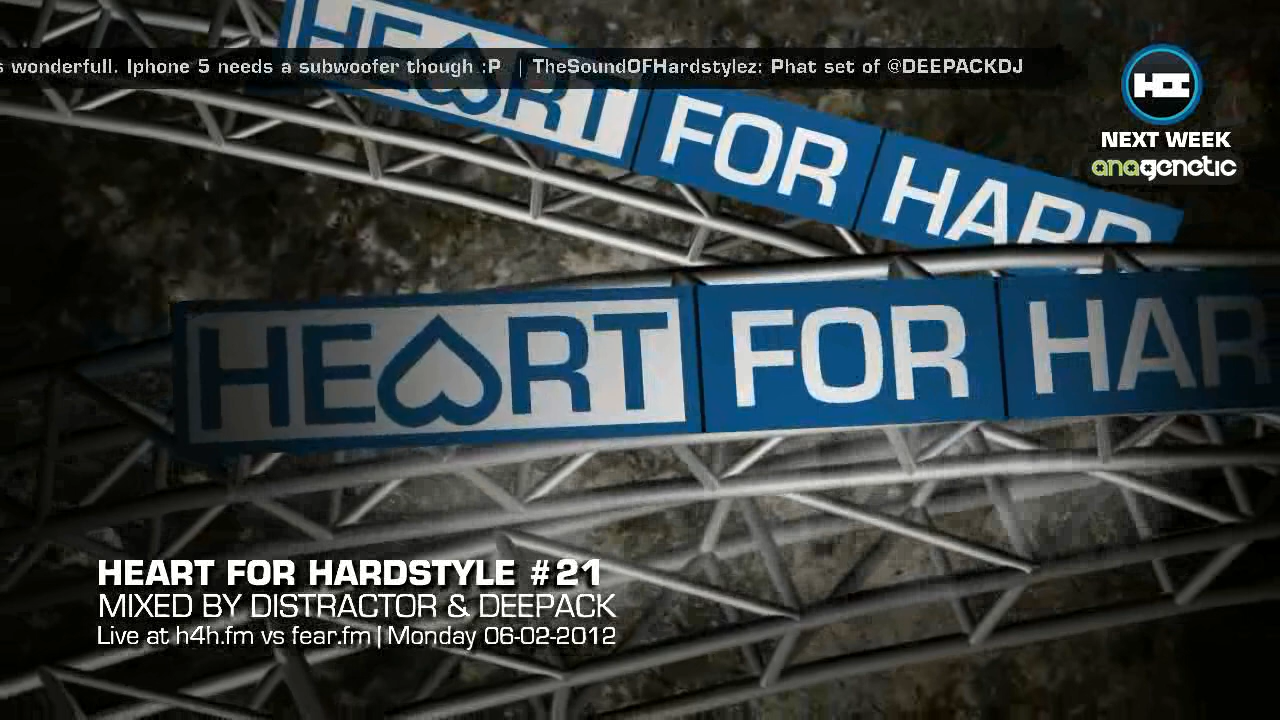 HEART FOR HARD
s wonderfull. Iphone 5 needs a subwoofer though :P | TheSoundOFHardstylez: Phat set of @DEEPACKDJ
NEXT WEEK
anagenetic
HEART FOR HAR
HEART FOR HARDSTYLE #21
MIXED BY DISTRACTOR & DEEPACK
Live at h4h.fm vs fear.fm | Monday 06-02-2012